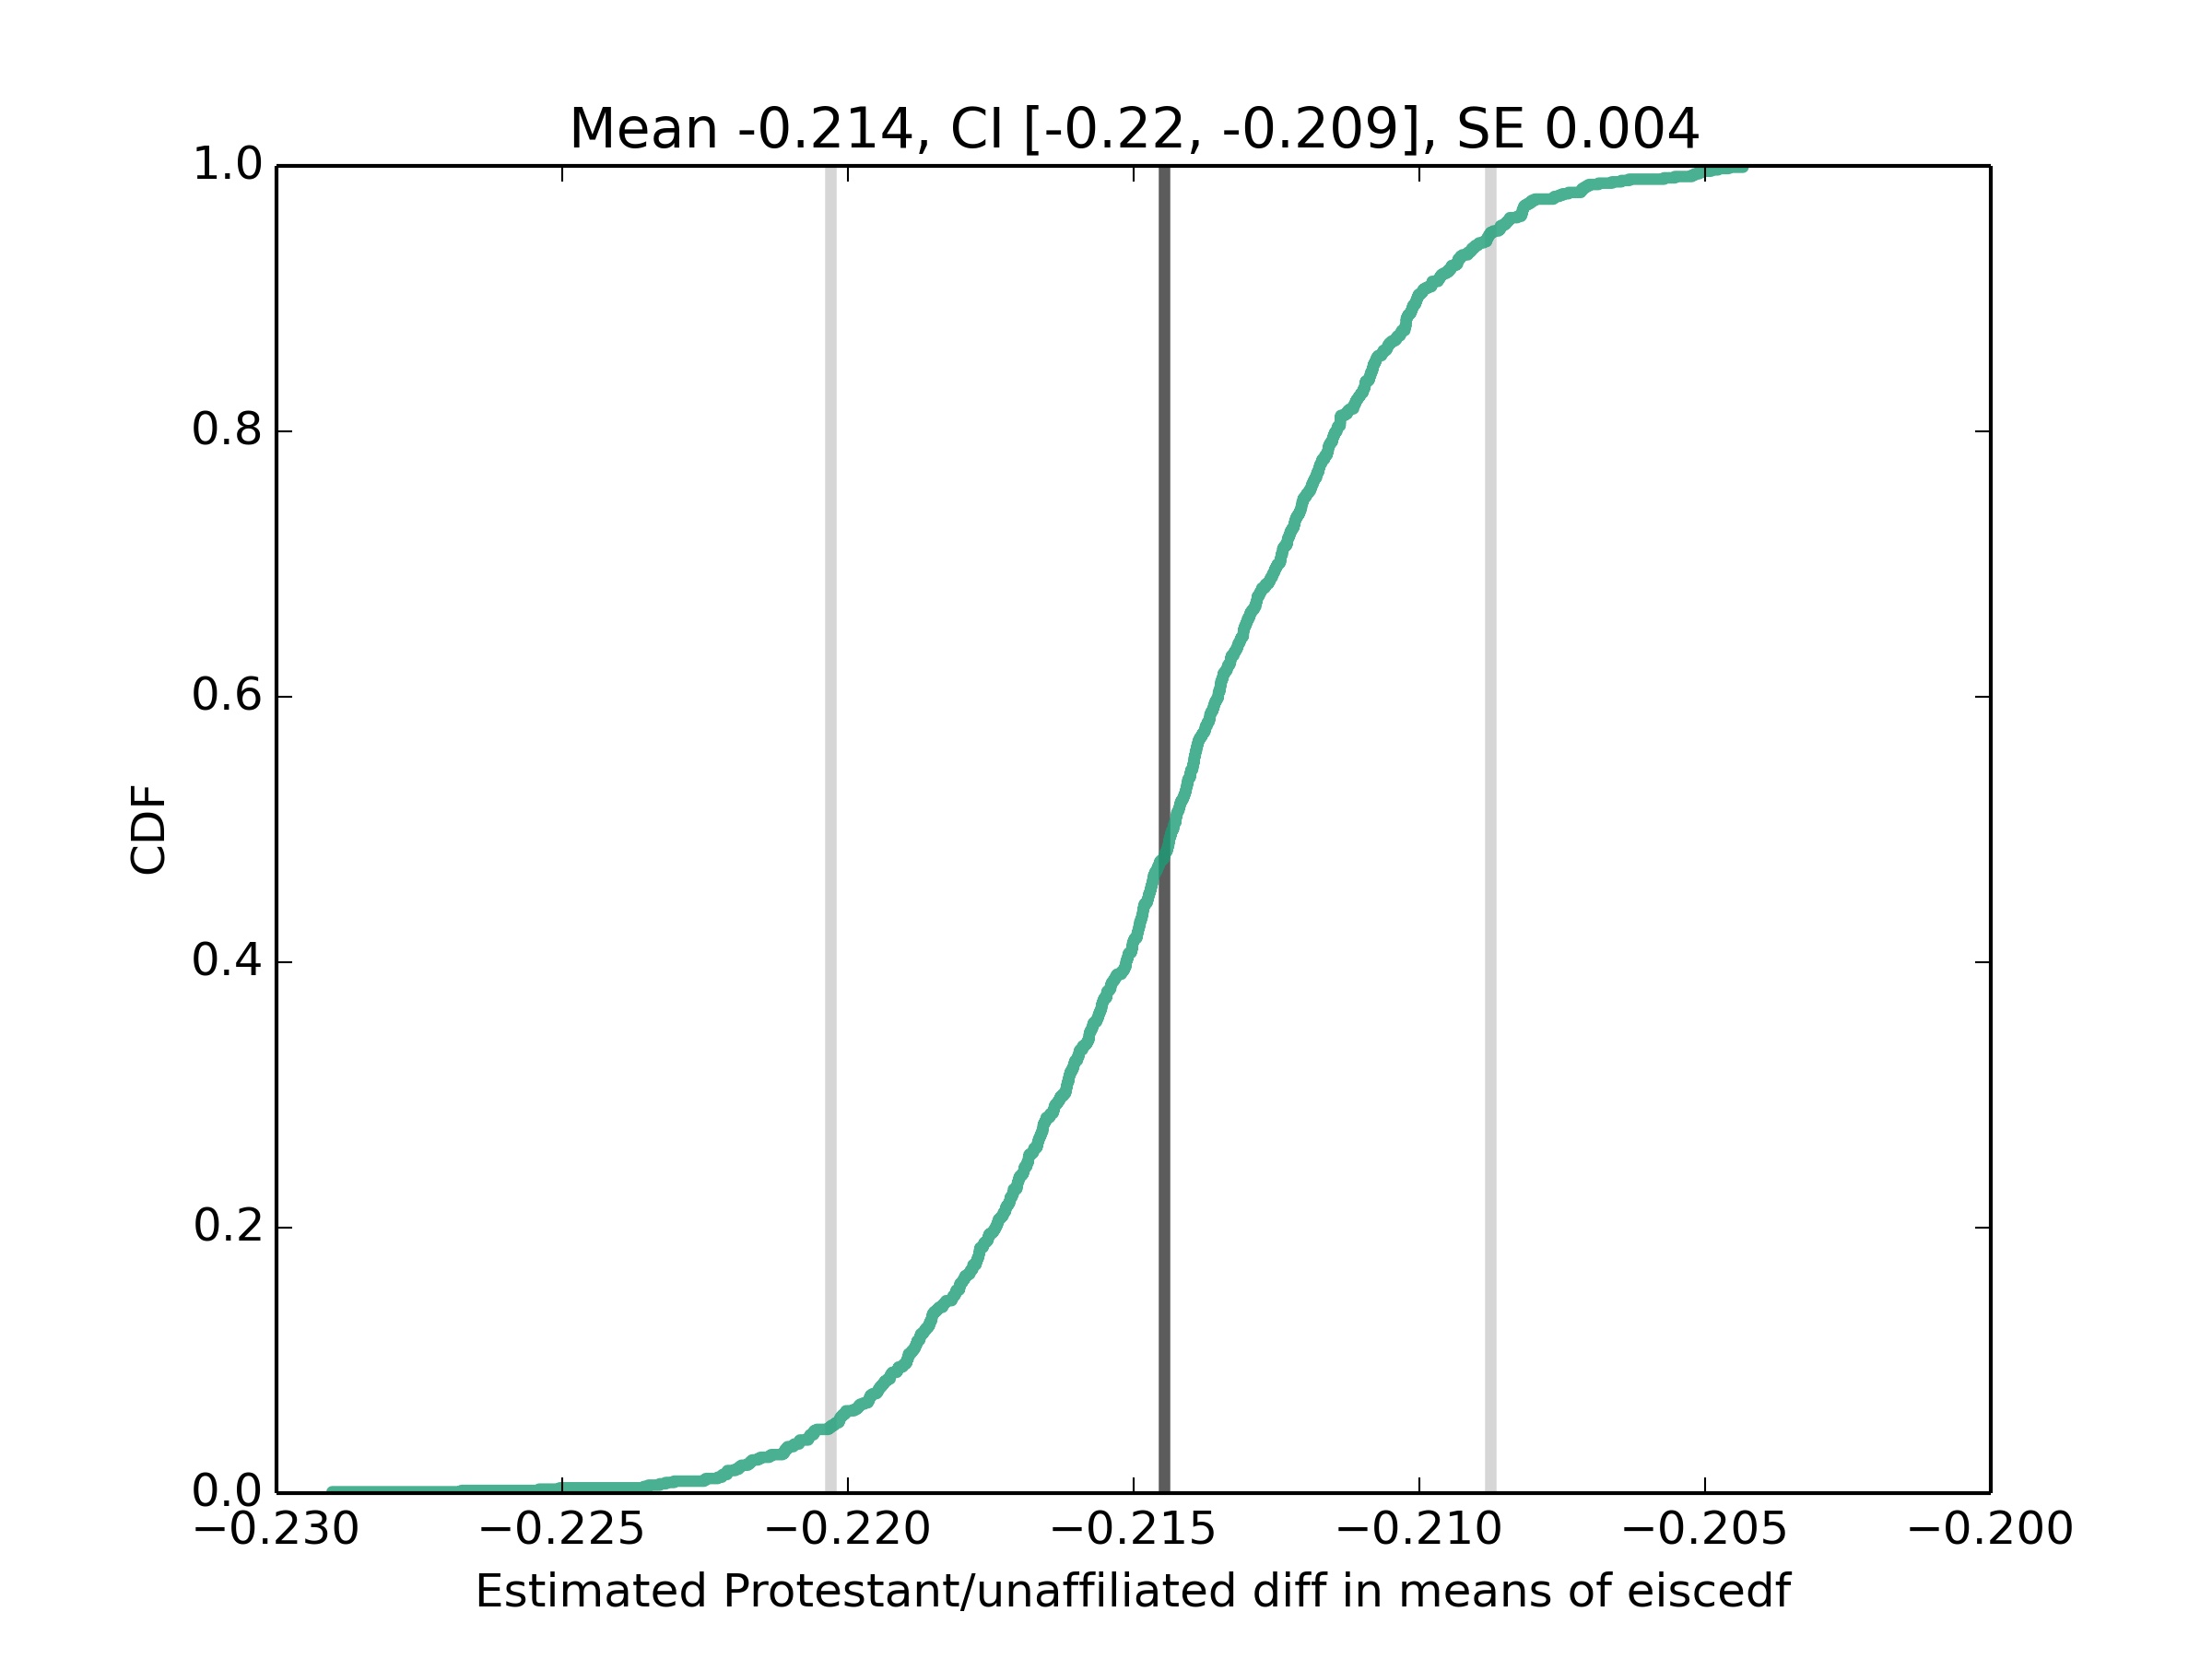 Mean -0.214, CI [-0.22, -0.209], SE 0.004
1.0
0.8
0.6
0.4
0.2
0.0
CDF
−0.230 −0.225 −0.220 −0.215 −0.210 −0.205 −0.200
Estimated Protestant/unaffiliated diff in means of eiscedf